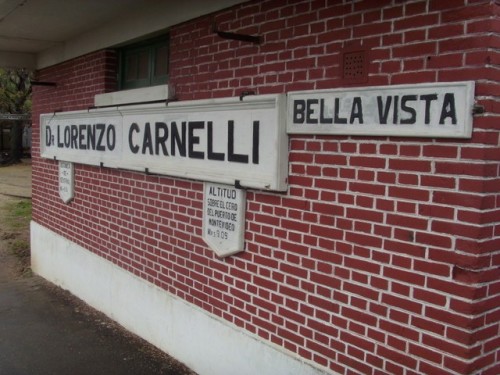 Dr LORENZO CARNELLI
BELLA VISTA
ALTITUD
SOBRE EL CERO
DEL PUERTO DE
MONTEVIDEO